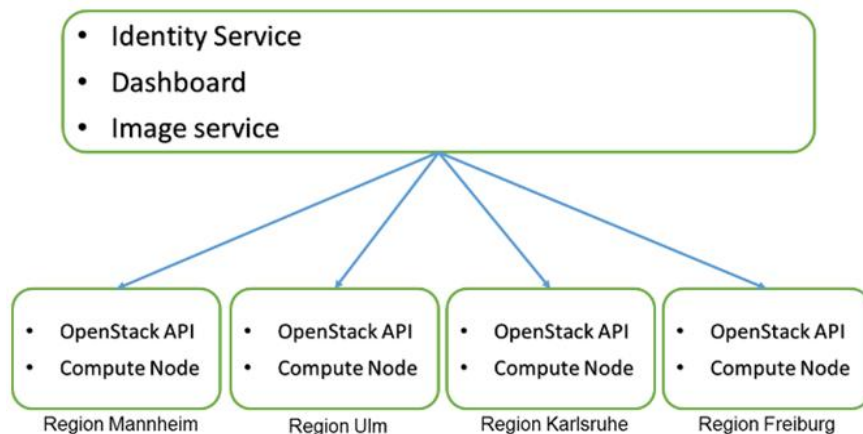 • Identity Service
• Dashboard
• Image service
• OpenStack API
• Compute Node
Region Mannheim
• OpenStack API
• Compute Node
Region Ulm
• OpenStack API
• Compute Node
Region Karlsruhe
• OpenStack API
• Compute Node
Region Freiburg